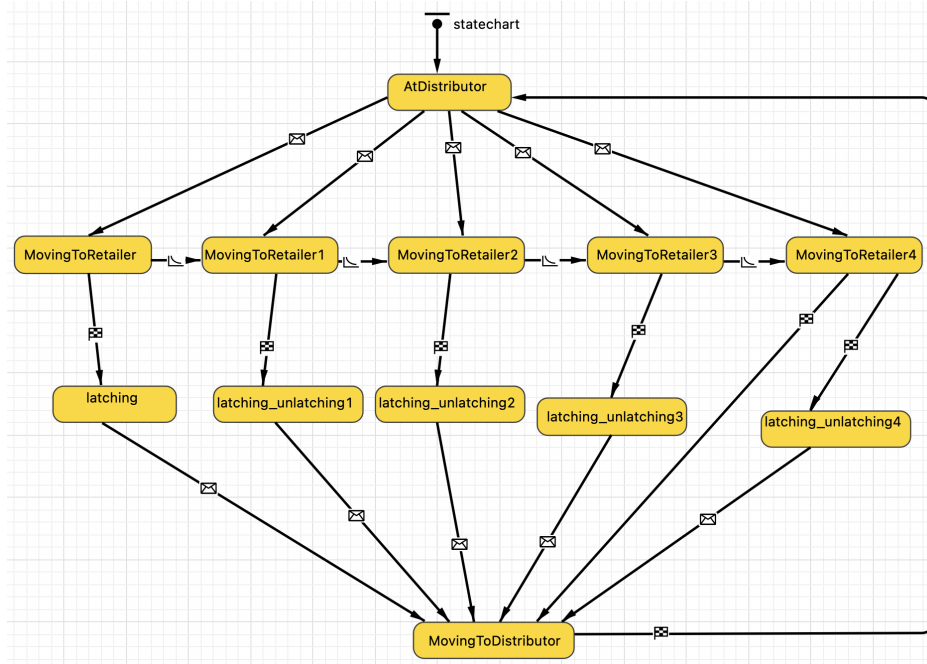 statechart
AtDistributor
MovingToRetailer
MovingToRetailer1
MovingToRetailer2
MovingToRetailer3
MovingToRetailer4
latching
latching_unlatching1
latching_unlatching2
latching_unlatching3
latching_unlatching4
MovingToDistributor